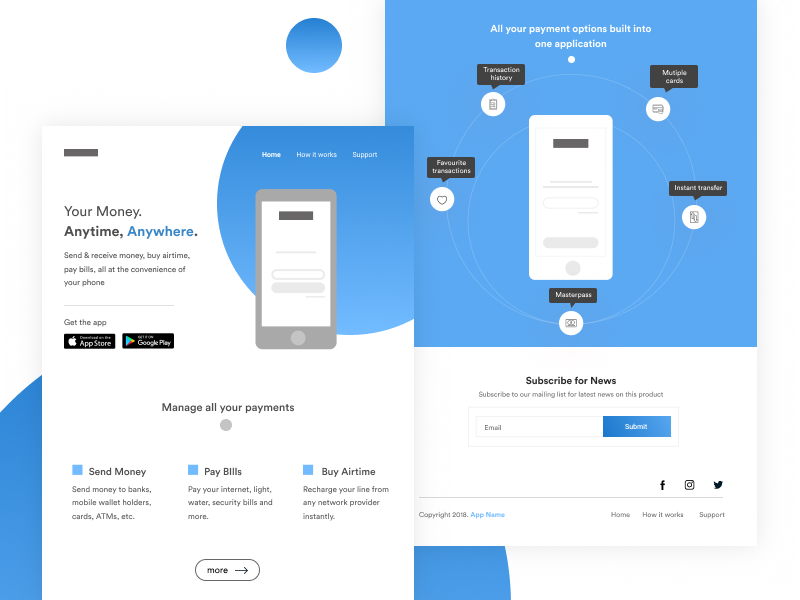 Home How it works Support
Your Money.
Anytime, Anywhere.
Send & receive money, buy airtime,
pay bills, all at the convenience of
your phone
Get the app
Download on the
App Store
GET IT ON
Google Play
Manage all your payments
Send Money
Send money to banks,
mobile wallet holders,
cards, ATMs, etc.
Pay BIlls
Pay your internet, light,
water, security bills and
more.
Buy Airtime
Recharge your line from
any network provider
instantly.
more
All your payment options built into
one application
Transaction
history
Mutiple
cards
Favourite
transactions
Instant transfer
Masterpass
Subscribe for News
Subscribe to our mailing list for latest news on this product
Email
Submit
Copyright 2018. App Name
Home How it works Support